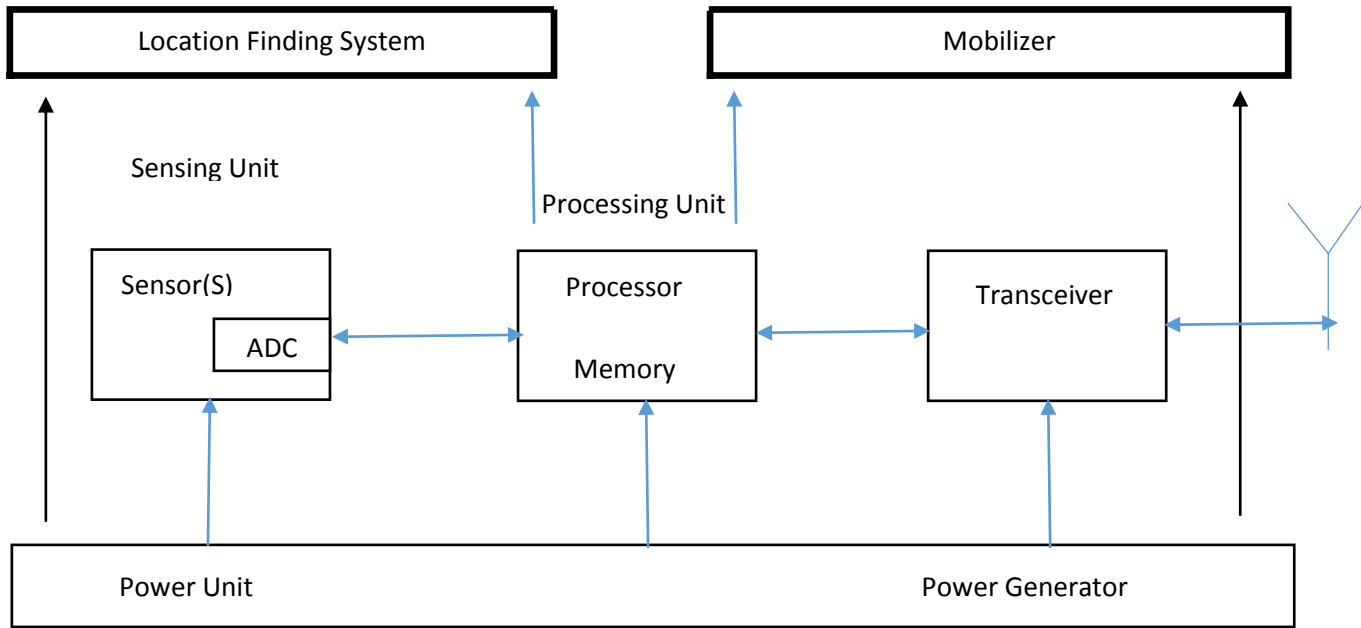 Location Finding System
Mobilizer
Sensing Unit
Processing Unit
Sensor(S)
ADC
Processor
Memory
Transceiver
Power Unit
Power Generator